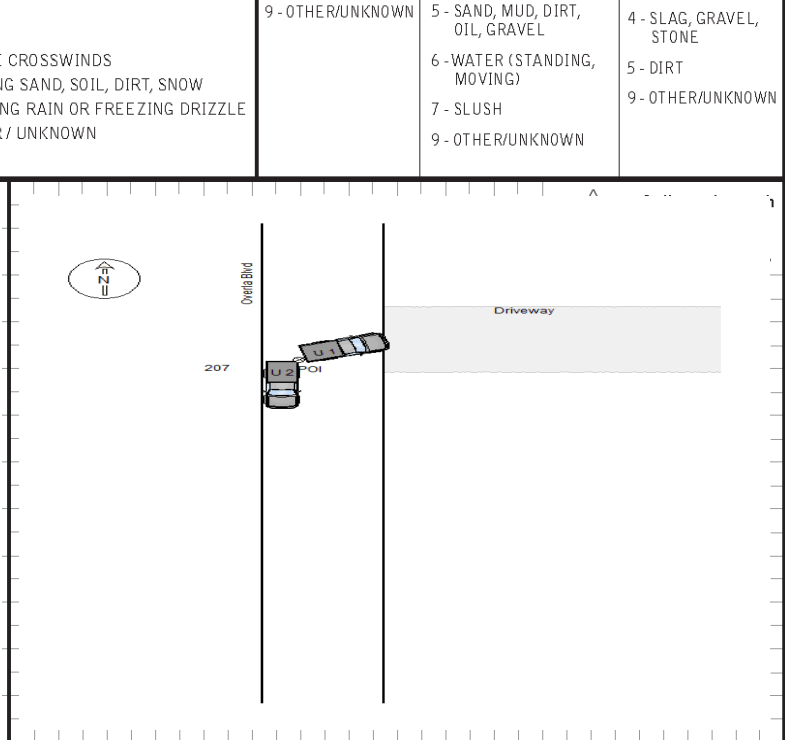 9 - OTHER/UNKNOWN
5 - SAND, MUD, DIRT,
OIL, GRAVEL
6 -WATER (STANDING,
MOVING)
7 - SLUSH
9 - OTHER/UNKNOWN
4 - SLAG, GRAVEL,
STONE
5 - DIRT
9 - OTHER/UNKNOWN
CROSSWINDS
SAND, SOIL, DIRT, SNOW
RAIN OR FREEZING DRIZZLE
/ UNKNOWN
N
Overla Blvd
Driveway
U 1
207
U 2
POI